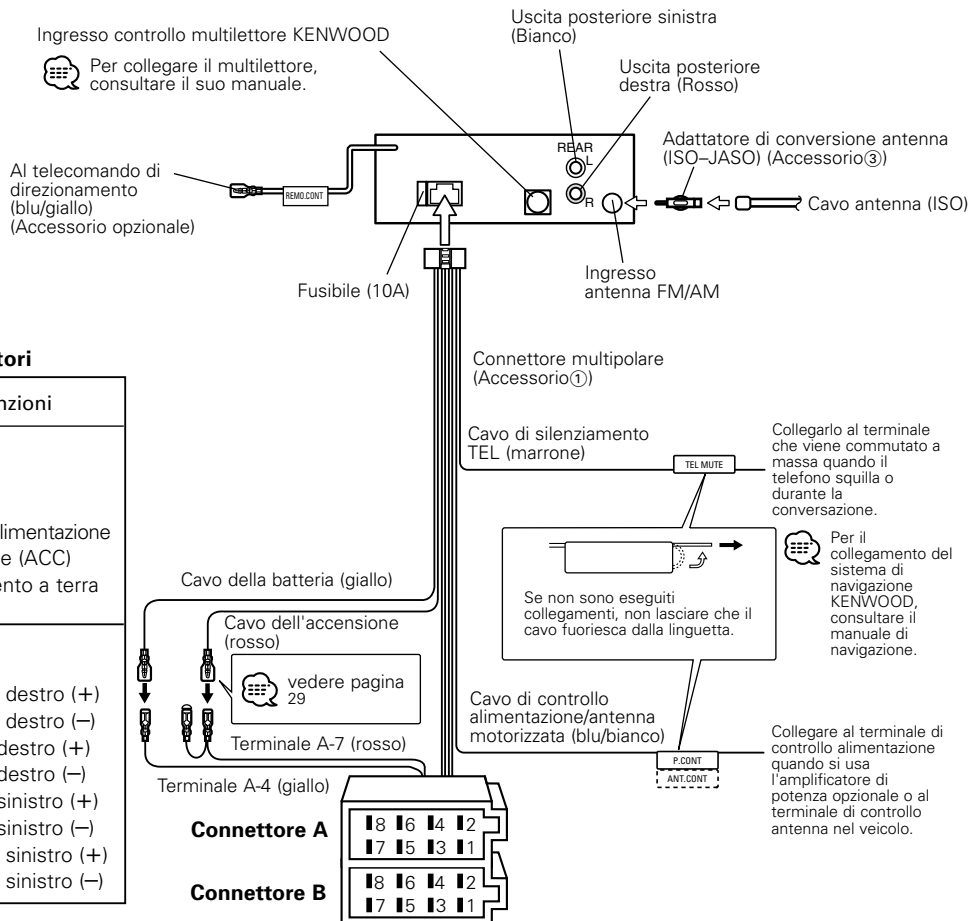 Ingresso controllo multilettore KENWOOD
Per collegare il multilettore,
consultare il suo manuale.
Uscita posteriore sinistra
(Bianco)
Uscita posteriore
destra (Rosso)
Adattatore di conversione antenna
(ISO–JASO) (Accessorio③)
REAR
L
R
Al telecomando di
direzionamento
(blu/giallo)
(Accessorio opzionale)
REMO.CONT
Cavo antenna (ISO)
Fusibile (10A)
Ingresso
antenna FM/AM
Connettore multipolare
(Accessorio①)
Cavo di silenziamento
TEL (marrone)
TEL MUTE
Collegarlo al terminale
che viene commutato a
massa quando il
telefono squilla o
durante la
conversazione.
Se non sono eseguiti
collegamenti, non lasciare che il
cavo fuoriesca dalla linguetta.
Per il
collegamento del
sistema di
navigazione
KENWOOD,
consultare il
manuale di
navigazione.
Cavo di controllo
alimentazione/antenna
motorizzata (blu/bianco)
P.CONT
ANT.CONT
Collegare al terminale di
controllo alimentazione
quando si usa
l'amplificatore di
potenza opzionale o al
terminale di controllo
antenna nel veicolo.
Cavo della batteria (giallo)
Cavo dell'accensione
(rosso)
vedere pagina
29
Terminale A-7 (rosso)
Terminale A-4 (giallo)
Connettore A
8 6 4 2
7 5 3 1
Connettore B
8 6 4 2
7 5 3 1
tori
nzioni
limentazione
e (ACC)
ento a terra
destro (+)
destro (–)
destro (+)
destro (–)
sinistro (+)
sinistro (–)
sinistro (+)
sinistro (–)